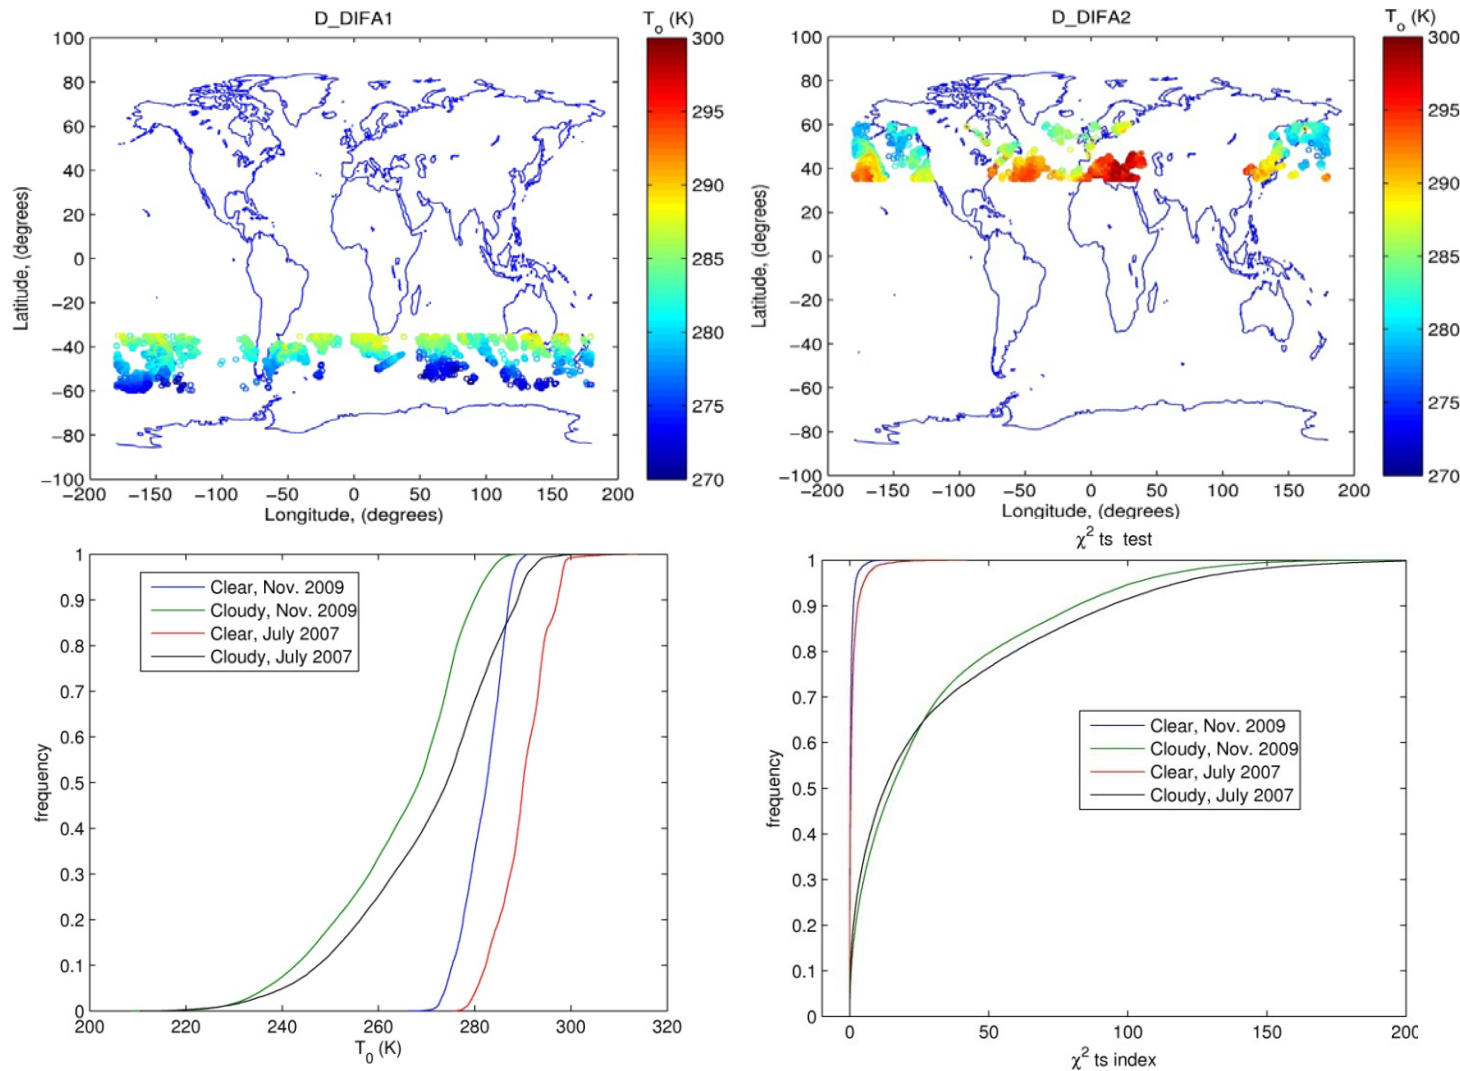 D_DIFA1
T_o (K)
100
80
60
40
20
0
−20
−40
−60
−80
−100
−200 −150 −100 −50 0 50 100 150 200
Longitude, (degrees)
Latitude, (degrees)
300
295
290
285
280
275
270
D_DIFA2
T_o (K)
100
80
60
40
20
0
−20
−40
−60
−80
−100
−200 −150 −100 −50 0 50 100 150 200
Longitude, (degrees)
Latitude, (degrees)
300
295
290
285
280
275
270
1
0.9
0.8
0.7
0.6
0.5
0.4
0.3
0.2
0.1
0
frequency
Clear, Nov. 2009
Cloudy, Nov. 2009
Clear, July 2007
Cloudy, July 2007
200 220 240 260 280 300 320
T_0 (K)
χ² ts test
1
0.9
0.8
0.7
0.6
0.5
0.4
0.3
0.2
0.1
0
frequency
Clear, Nov. 2009
Cloudy, Nov. 2009
Clear, July 2007
Cloudy, July 2007
0 50 100 150 200
χ² ts index